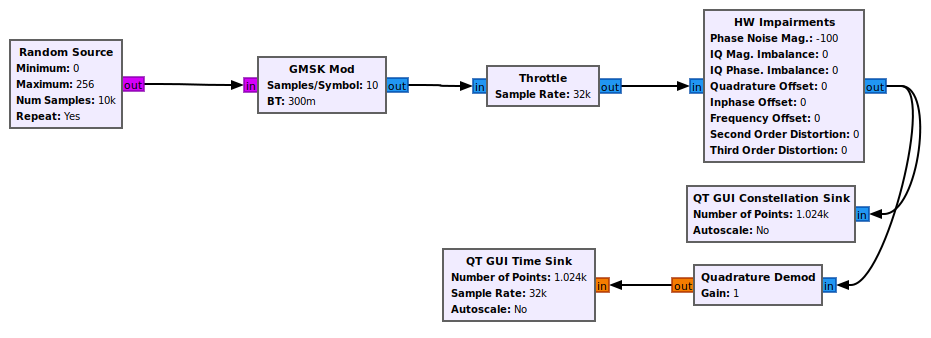 Random Source
Minimum: 0
Maximum: 256
Num Samples: 10k
Repeat: Yes
out
in
GMSK Mod
Samples/Symbol: 10
BT: 300m
out
in
Throttle
Sample Rate: 32k
out
in
HW Impairments
Phase Noise Mag.: -100
IQ Mag. Imbalance: 0
IQ Phase. Imbalance: 0
Quadrature Offset: 0
Inphase Offset: 0
Frequency Offset: 0
Second Order Distortion: 0
Third Order Distortion: 0
out
QT GUI Constellation Sink
Number of Points: 1.024k
Autoscale: No
in
QT GUI Time Sink
Number of Points: 1.024k
Sample Rate: 32k
Autoscale: No
in
out
Quadrature Demod
Gain: 1
in